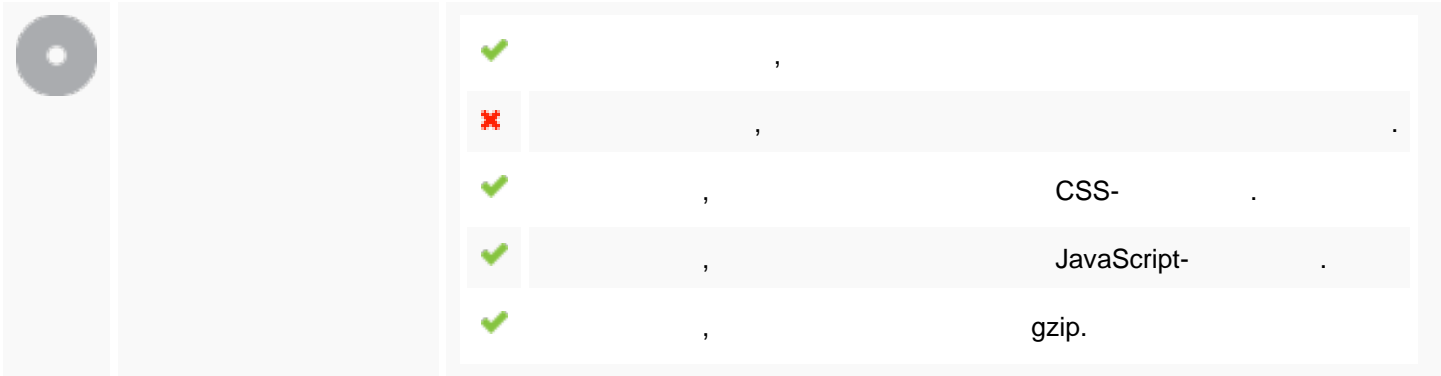 ,
, .
, CSS- .
, JavaScript- .
, gzip.